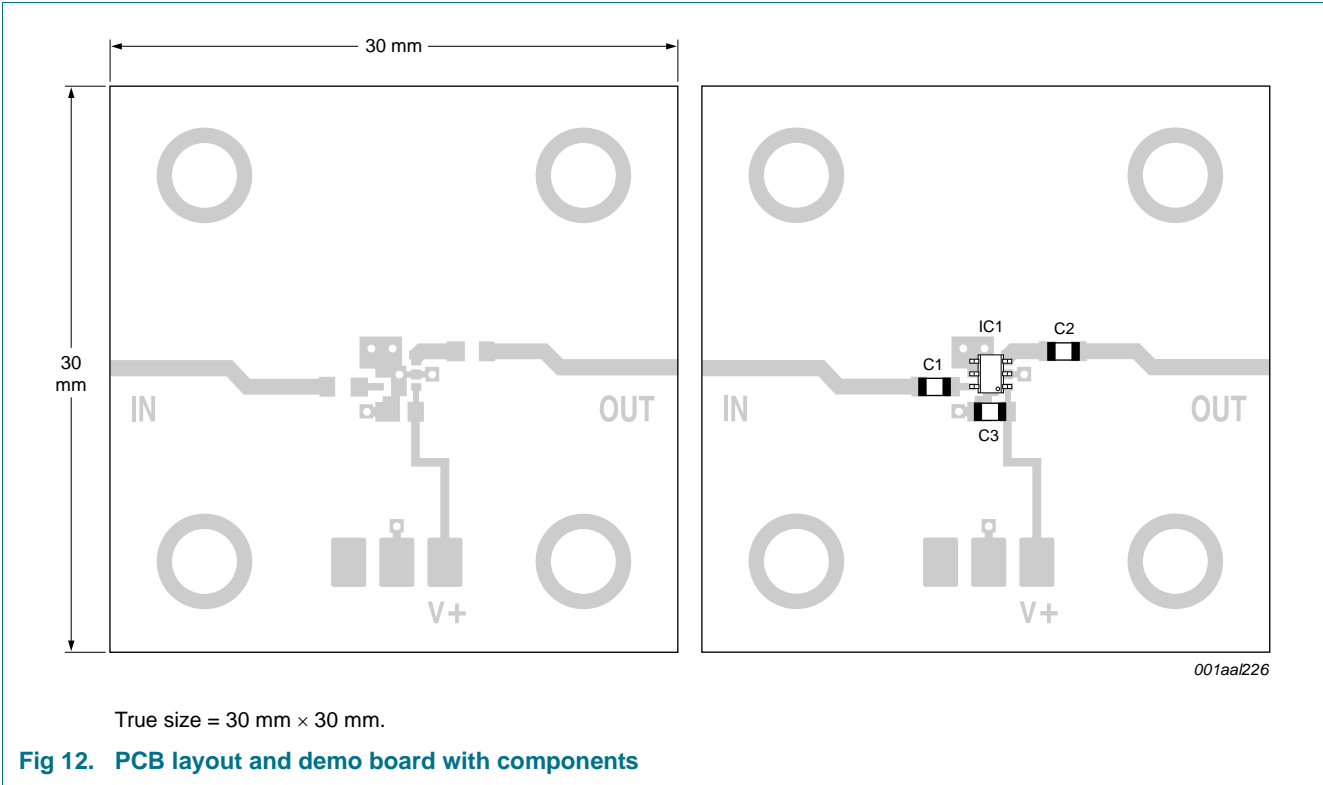 30 mm
30
mm
IN
OUT
V+
IC1
C2
C1
C3
IN
OUT
V+
001aal226
True size = 30 mm × 30 mm.
Fig 12. PCB layout and demo board with components